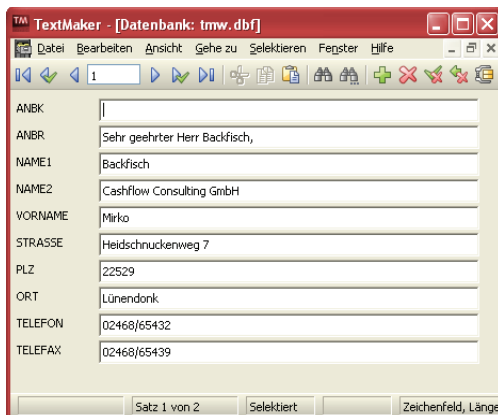 TM TextMaker - [Datenbank: tmw.dbf]
Datei Bearbeiten Ansicht Gehe zu Selektieren Fenster Hilfe
1
ANBK
ANBR Sehr geehrter Herr Backfisch,
NAME1 Backfisch
NAME2 Cashflow Consulting GmbH
VORNAME Mirko
STRASSE Heidschnuckenweg 7
PLZ 22529
ORT Lünendonk
TELEFON 02468/65432
TELEFAX 02468/65439
Satz 1 von 2 Selektiert Zeichenfeld, Länge